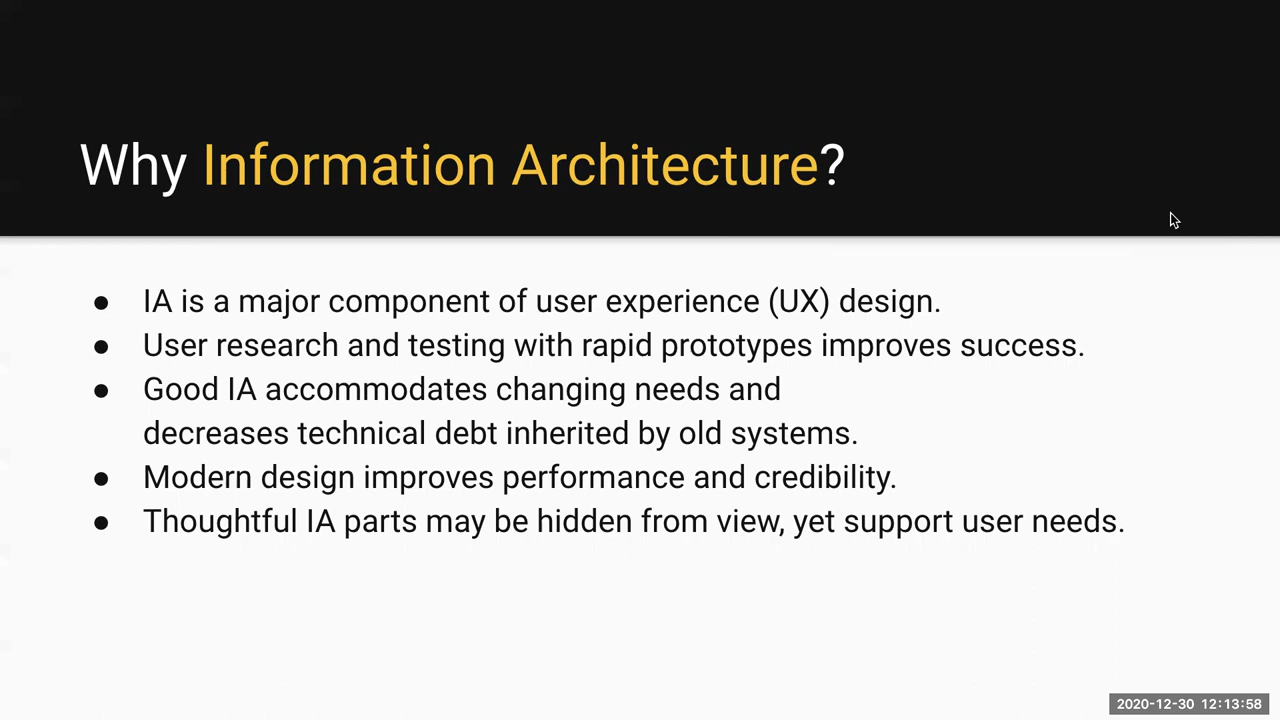 Why Information Architecture?
● IA is a major component of user experience (UX) design.
● User research and testing with rapid prototypes improves success.
● Good IA accommodates changing needs and
decreases technical debt inherited by old systems.
● Modern design improves performance and credibility.
● Thoughtful IA parts may be hidden from view, yet support user needs.
2020-12-30 12:13:58